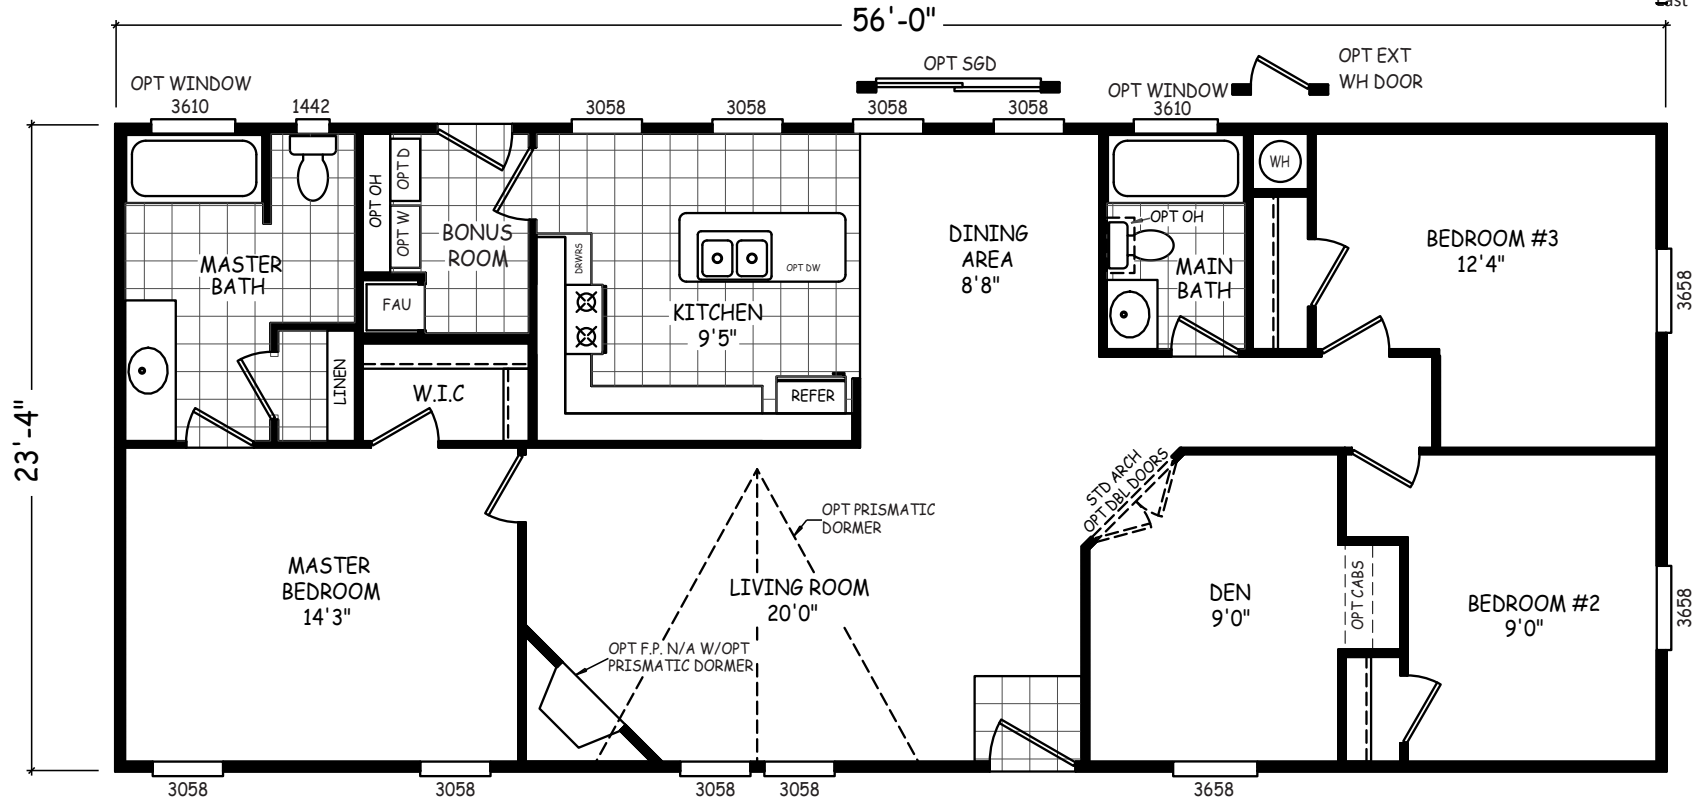 East
56'-0"
OPT WINDOW
3610
1442
3058
3058
OPT SGD
3058
3058
OPT WINDOW
3610
OPT EXT
WH DOOR
23'-4"
MASTER
BATH
LINEN
OPT OH
OPT D
OPT W
BONUS
ROOM
FAU
W.I.C
DRWRS
OPT DW
KITCHEN
9'5"
REFER
DINING
AREA
8'8"
OPT OH
MAIN
BATH
WH
BEDROOM #3
12'4"
3658
MASTER
BEDROOM
14'3"
OPT PRISMATIC
DORMER
LIVING ROOM
20'0"
OPT F.P. N/A W/OPT
PRISMATIC DORMER
STD ARCH
OPT DBL DOORS
DEN
9'0"
OPT CABS
BEDROOM #2
9'0"
3658
3058
3058
3058
3058
3658